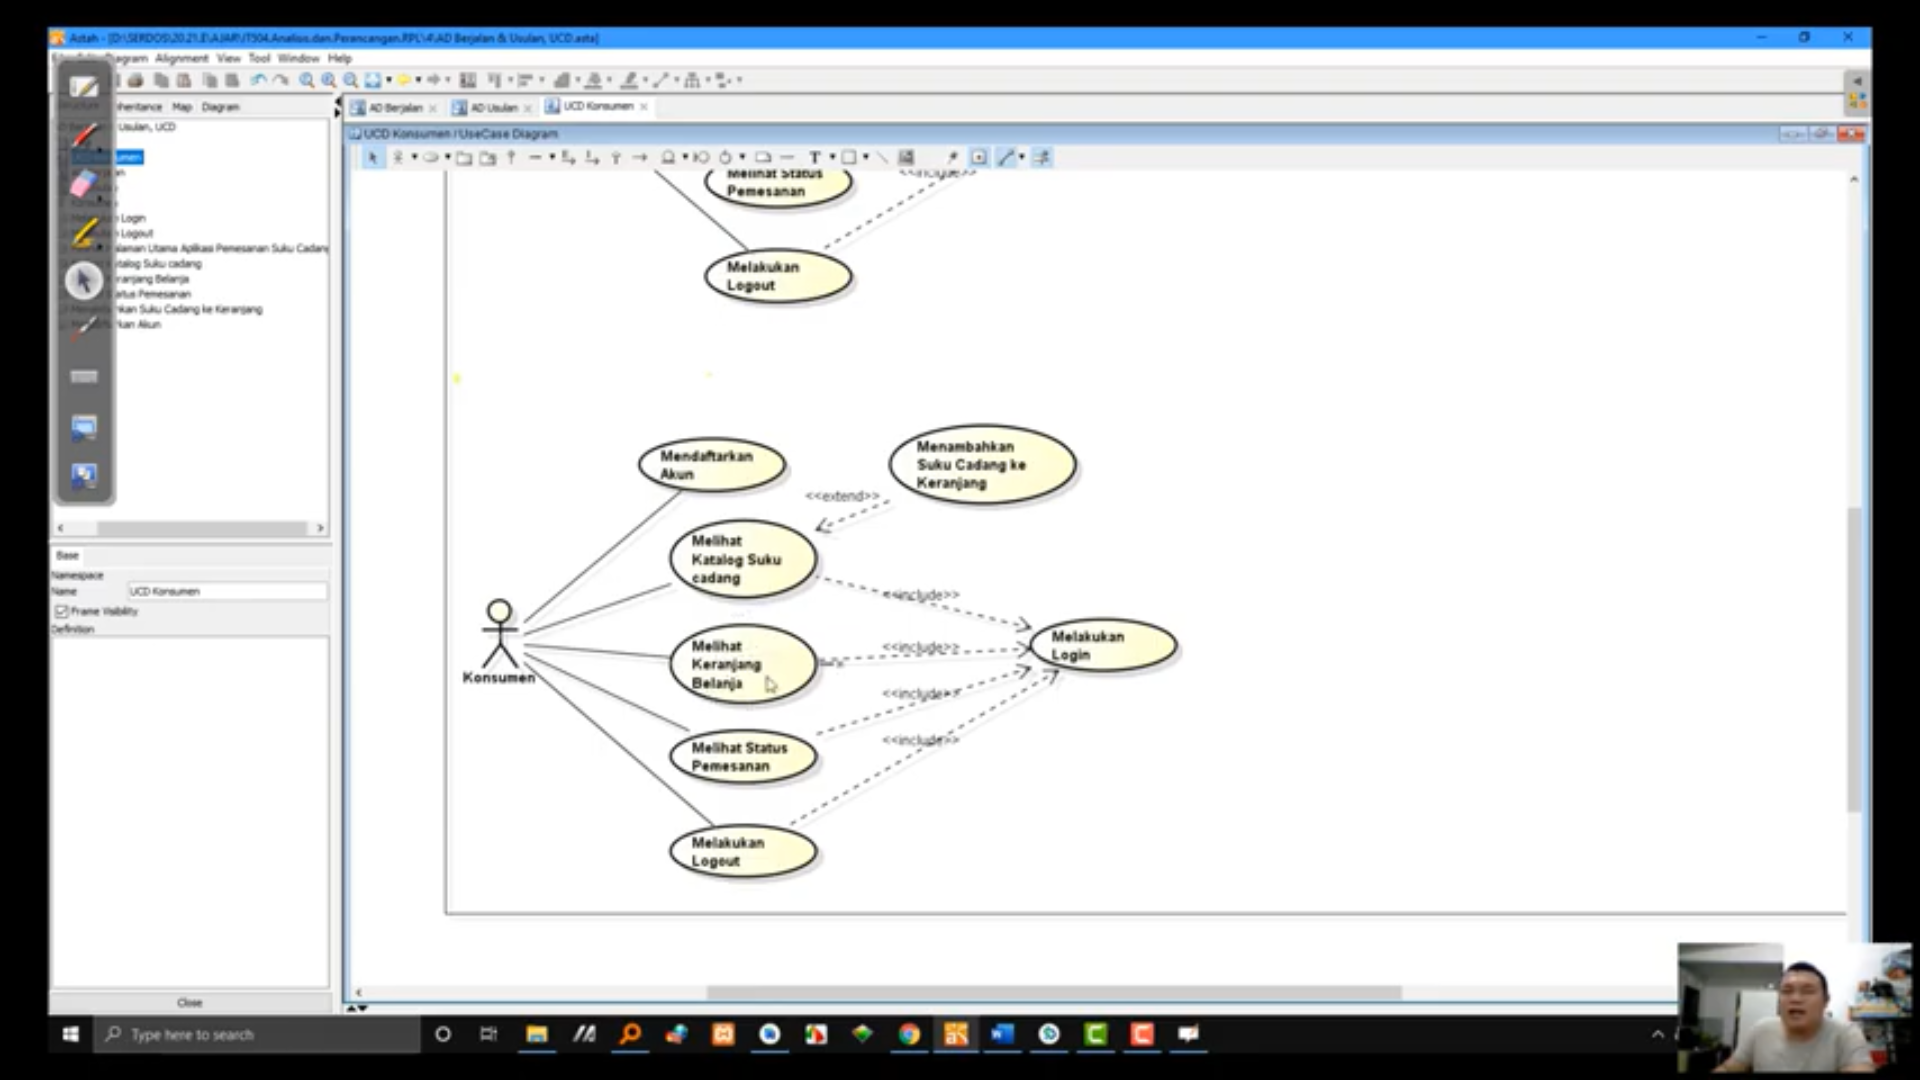 Astah - [D:\SERDOS\20.21.E\AJAR\IT504.Analisis.dan.Perancangan.RPL\4\AD Berjalan & Usulan, UCD.asta]
Diagram Alignment View Tool Window Help
Inheritance Map Diagram
AD Berjalan
AD Usulan
UCD Konsumen
Usulan, UCD
UCD Konsumen / UseCase Diagram
Login
Logout
Halaman Utama Aplikasi Pemesanan Suku Cadang
Katalog Suku cadang
Keranjang Belanja
Status Pemesanan
kan Suku Cadang ke Keranjang
kan Akun
Melihat Status
Pemesanan
<<include>>
Melakukan
Logout
Mendaftarkan
Akun
Menambahkan
Suku Cadang ke
Keranjang
<<extend>>
Melihat
Katalog Suku
cadang
<<include>>
Melihat
Keranjang
Belanja
<<include>>
Melakukan
Login
Konsumen
<<include>>
Melihat Status
Pemesanan
<<include>>
Melakukan
Logout
Base
Namespace
Name UCD Konsumen
Frame Visibility
Definition
Close
Type here to search